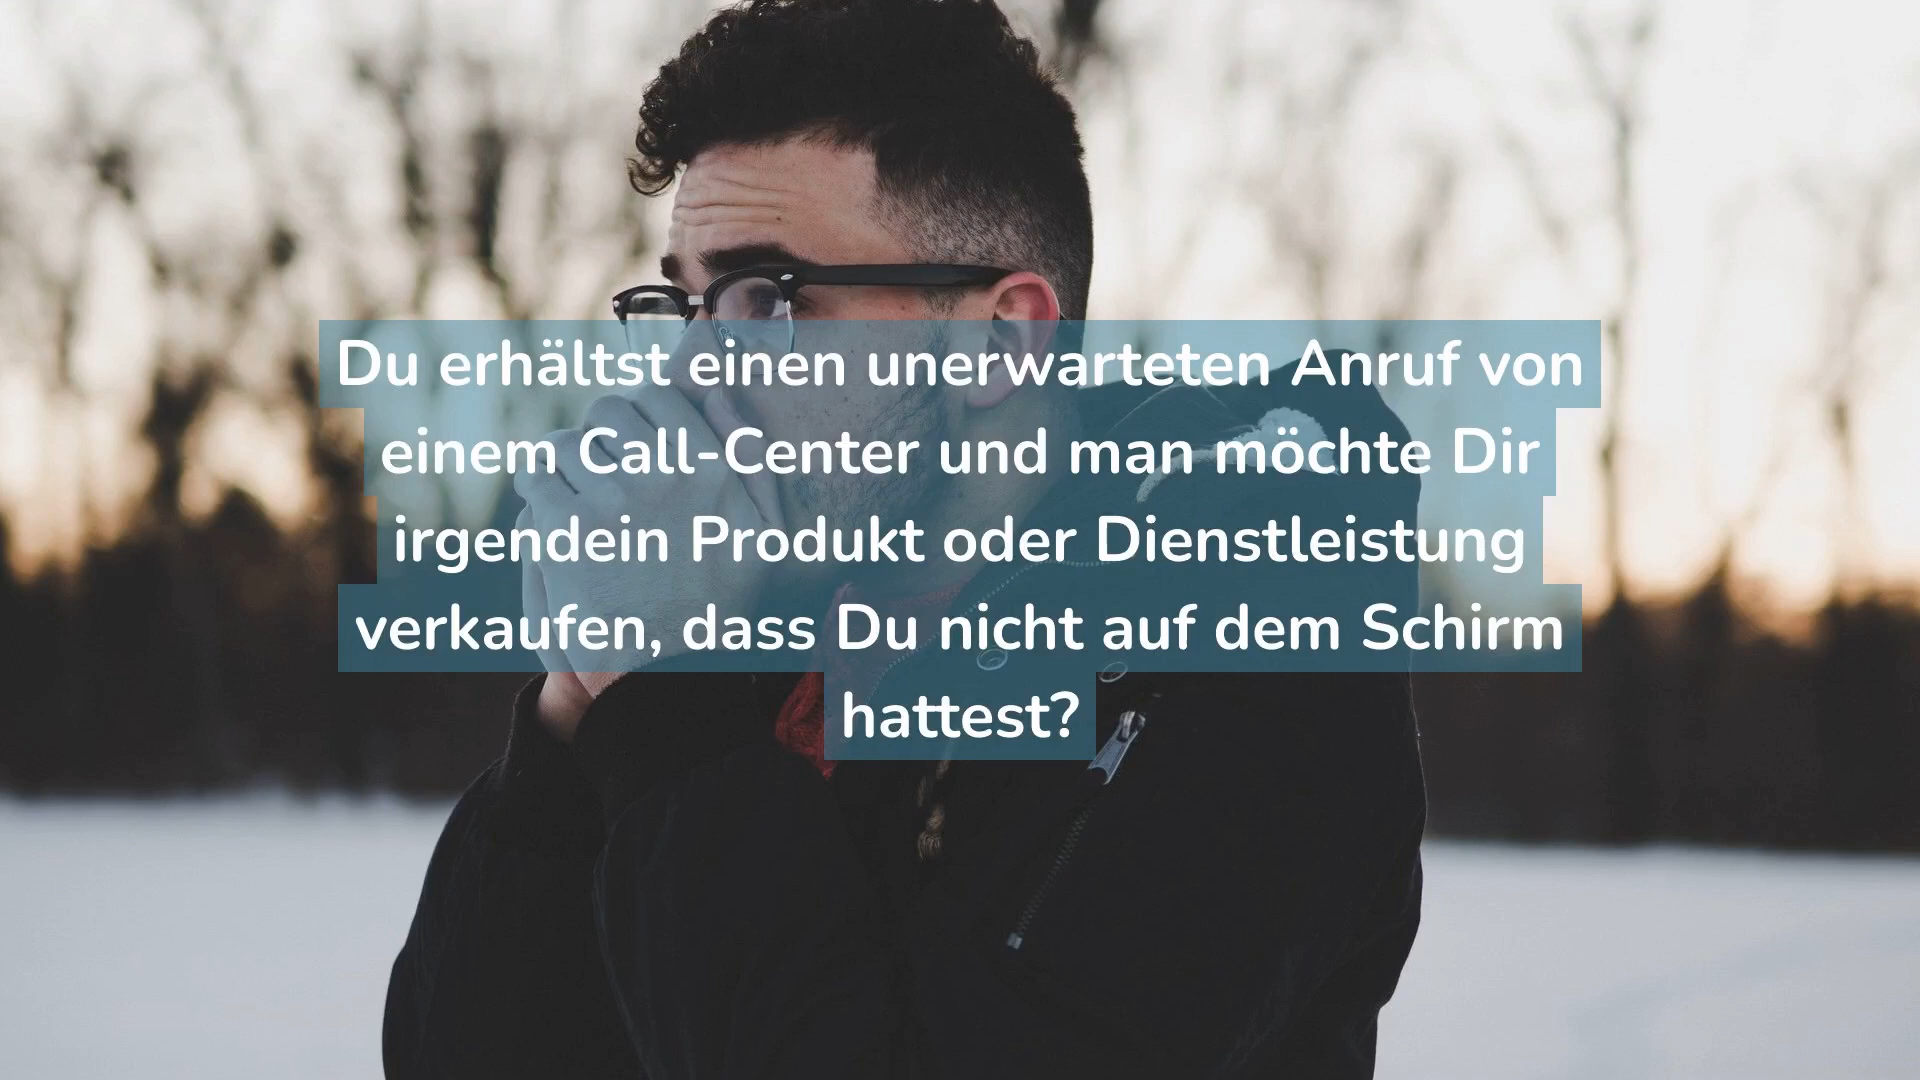 Du erhältst einen unerwarteten Anruf von
einem Call-Center und man möchte Dir
irgendein Produkt oder Dienstleistung
verkaufen, dass Du nicht auf dem Schirm
hattest?